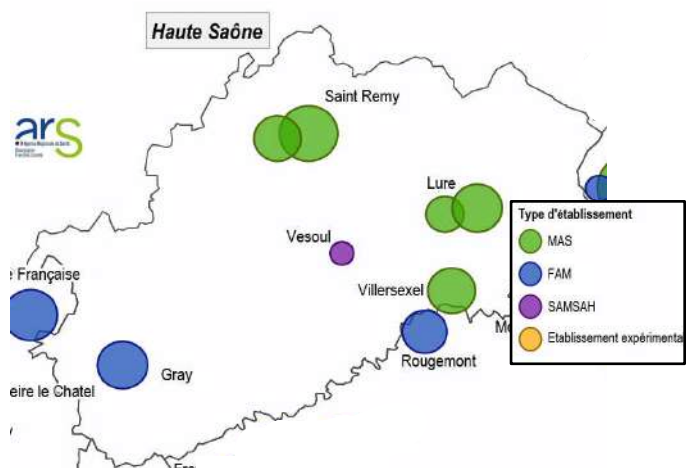 Haute Saône
Saint Remy
ars
Lure
Type d'établissement
MAS
FAM
SAMSAH
Etablissement expérimenta
Vesoul
Villersexel
e Française
Rougemont
Gray
eire le Chatel